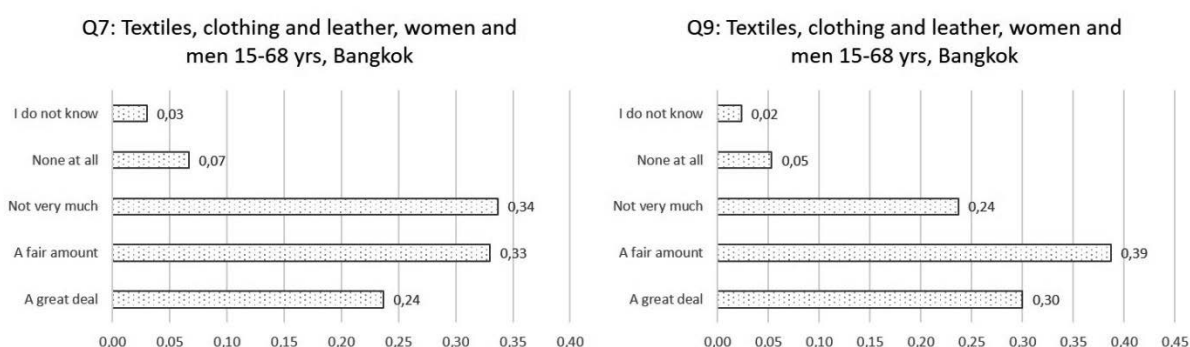 Q7: Textiles, clothing and leather, women and
men 15-68 yrs, Bangkok
I do not know
0,03
None at all
0,07
Not very much
0,34
A fair amount
0,33
A great deal
0,24
0,00 0,05 0,10 0,15 0,20 0,25 0,30 0,35 0,40
Q9: Textiles, clothing and leather, women and
men 15-68 yrs, Bangkok
I do not know
0,02
None at all
0,05
Not very much
0,24
A fair amount
0,39
A great deal
0,30
0,00 0,05 0,10 0,15 0,20 0,25 0,30 0,35 0,40 0,45